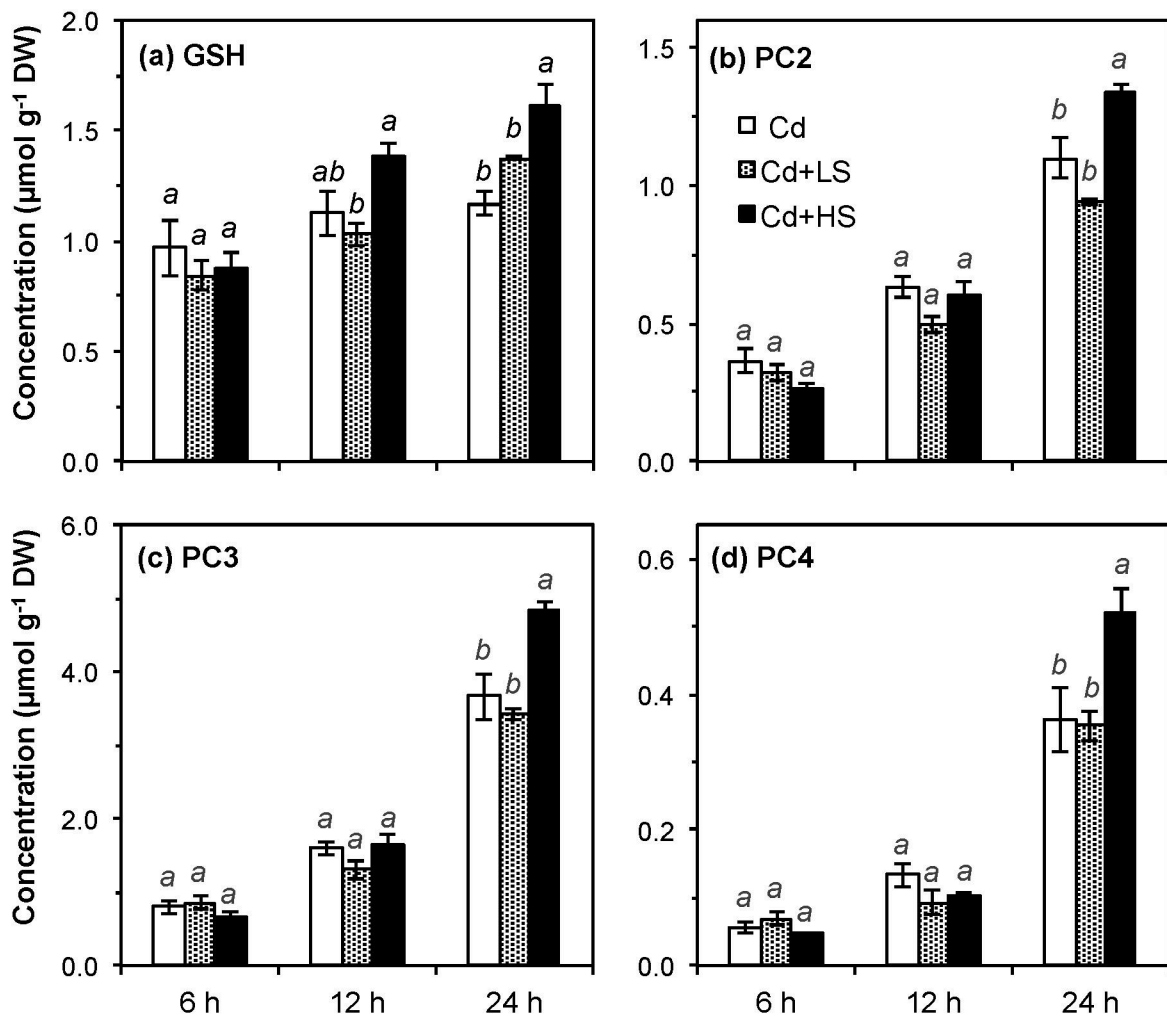 Concentration (µmol g⁻¹ DW)
2.0
1.5
1.0
0.5
0.0
(a) GSH
a
a
a
ab
b
a
b
b
a
1.5
1.0
0.5
0.0
(b) PC2
Cd
Cd+LS
Cd+HS
a
a
a
a
a
a
b
b
a
Concentration (µmol g⁻¹ DW)
6.0
4.0
2.0
0.0
(c) PC3
a
a
a
a
a
a
b
b
a
6 h 12 h 24 h
0.6
0.4
0.2
0.0
(d) PC4
a
a
a
a
a
a
b
b
a
6 h 12 h 24 h